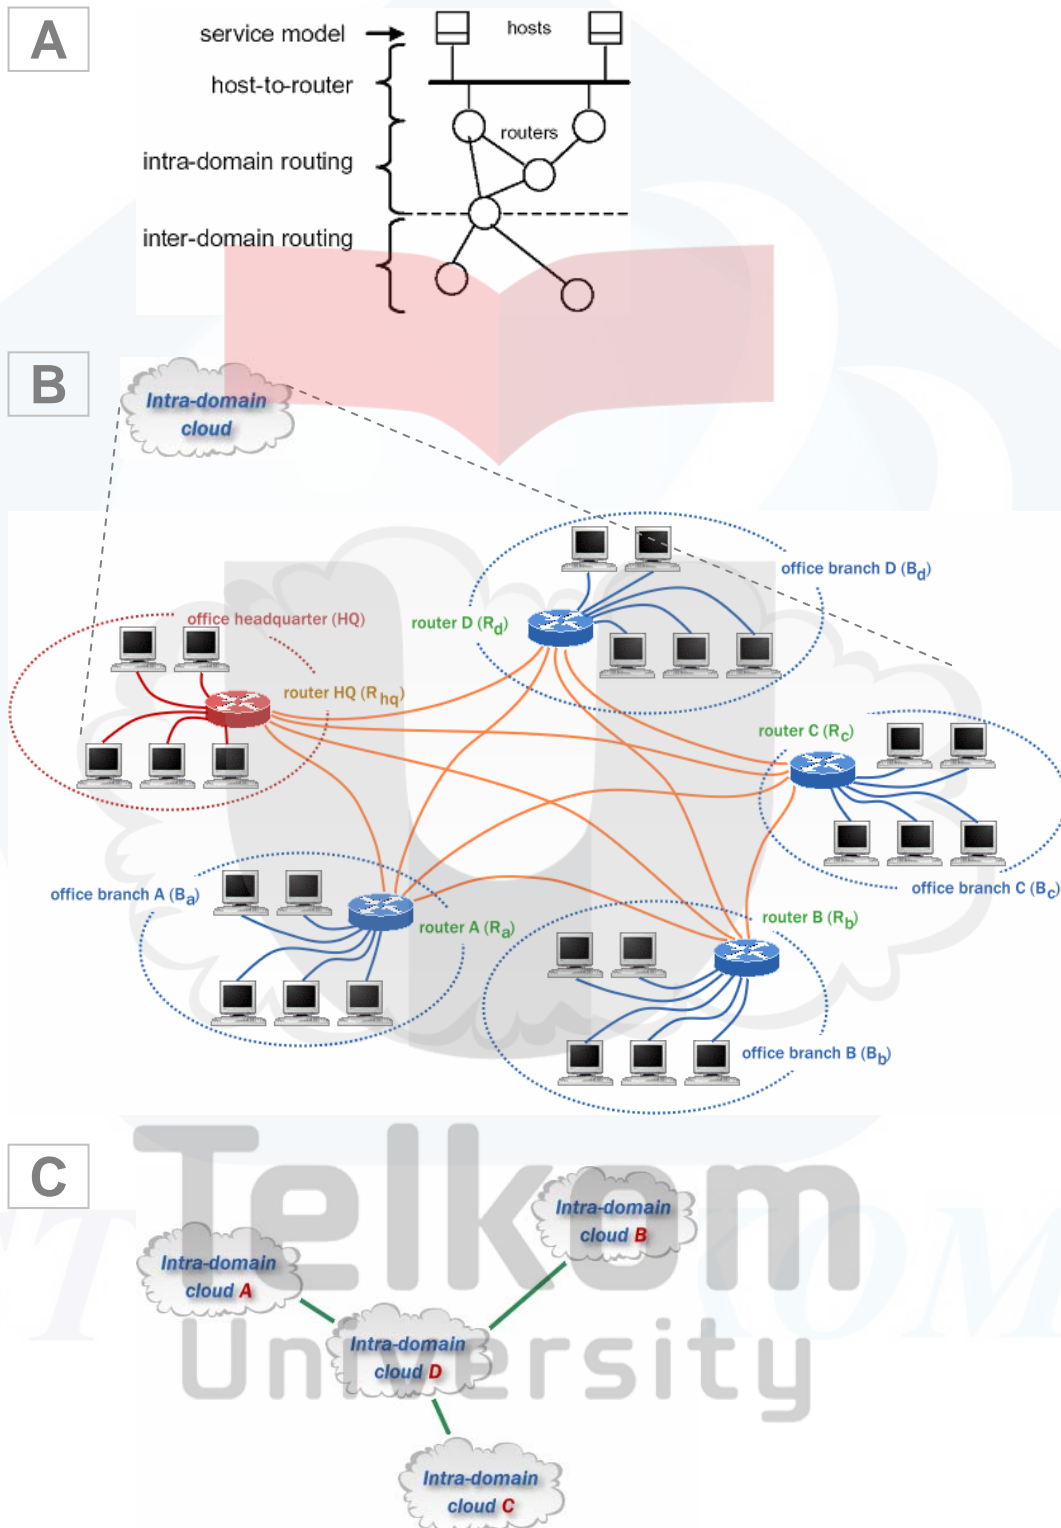 A
service model
hosts
host-to-router
routers
intra-domain routing
inter-domain routing
B
Intra-domain
cloud
office branch D (Bd)
office headquarter (HQ)
router D (Rd)
router HQ (Rhq)
router C (Rc)
office branch A (Ba)
office branch C (Bc)
router B (Rb)
router A (Ra)
office branch B (Bb)
C
Telkom
University
Intra-domain
cloud B
Intra-domain
cloud A
Intra-domain
cloud D
Intra-domain
cloud C